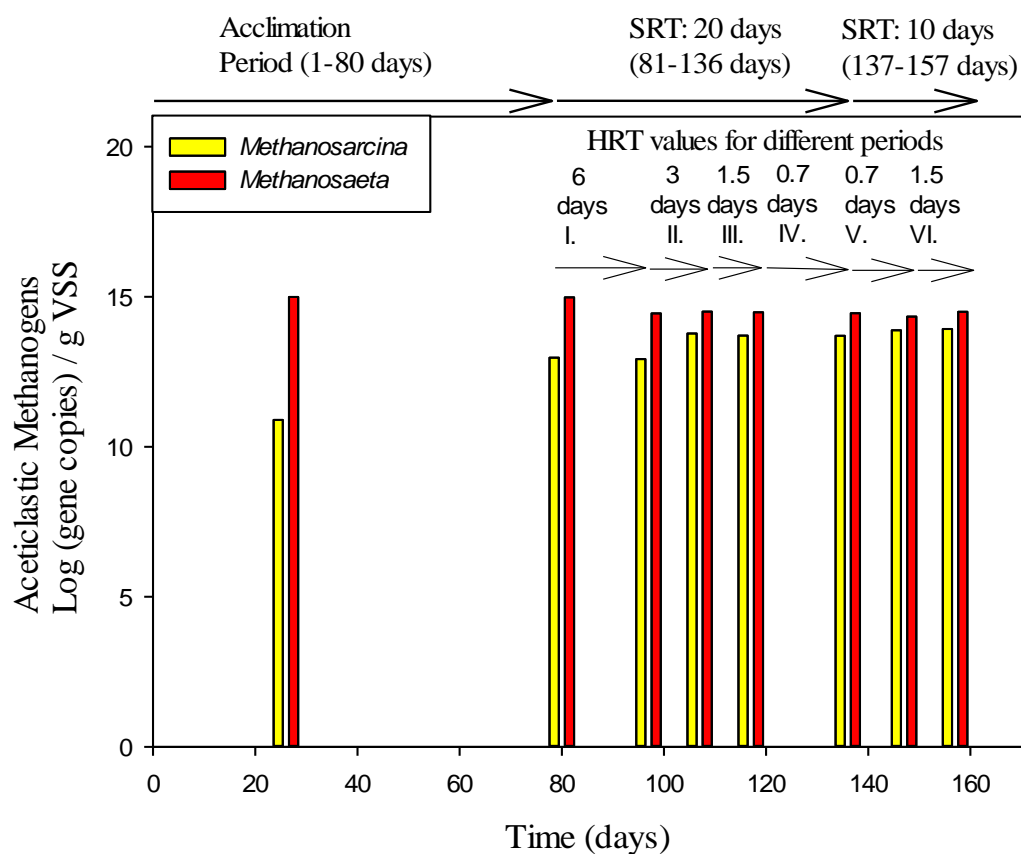 Acclimation
Period (1-80 days)
SRT: 20 days
(81-136 days)
SRT: 10 days
(137-157 days)
Methanosarcina
Methanosaeta
HRT values for different periods
6
days
I.
3
days
II.
1.5
days
III.
0.7
days
IV.
0.7
days
V.
1.5
days
VI.
Aceticlastic Methanogens
Log (gene copies) / g VSS
20
15
10
5
0
0 20 40 60 80 100 120 140 160
Time (days)